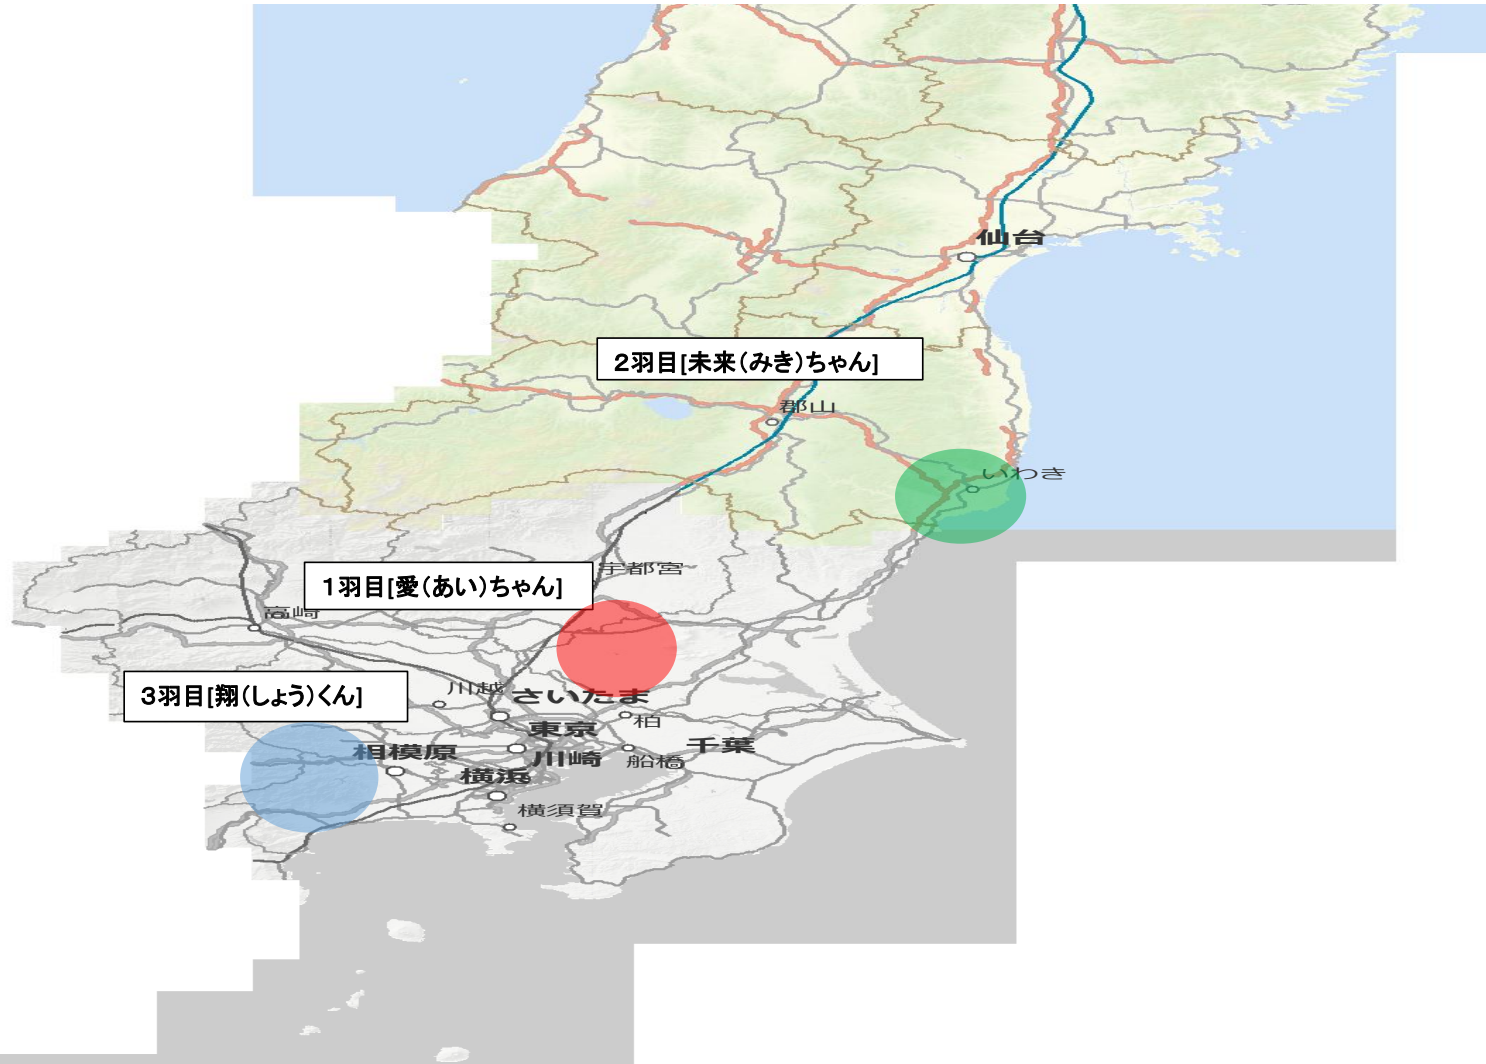 仙台
２羽目[未来（みき）ちゃん]
郡山
いわき
１羽目[愛（あい）ちゃん]
宇都宮
高崎
３羽目[翔（しょう）くん]
川越
さいたま
柏
東京
千葉
相模原
川崎
船橋
横浜
横須賀